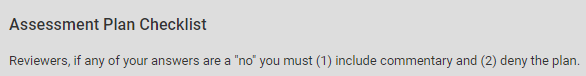 Assessment Plan Checklist
Reviewers, if any of your answers are a "no" you must (1) include commentary and (2) deny the plan.